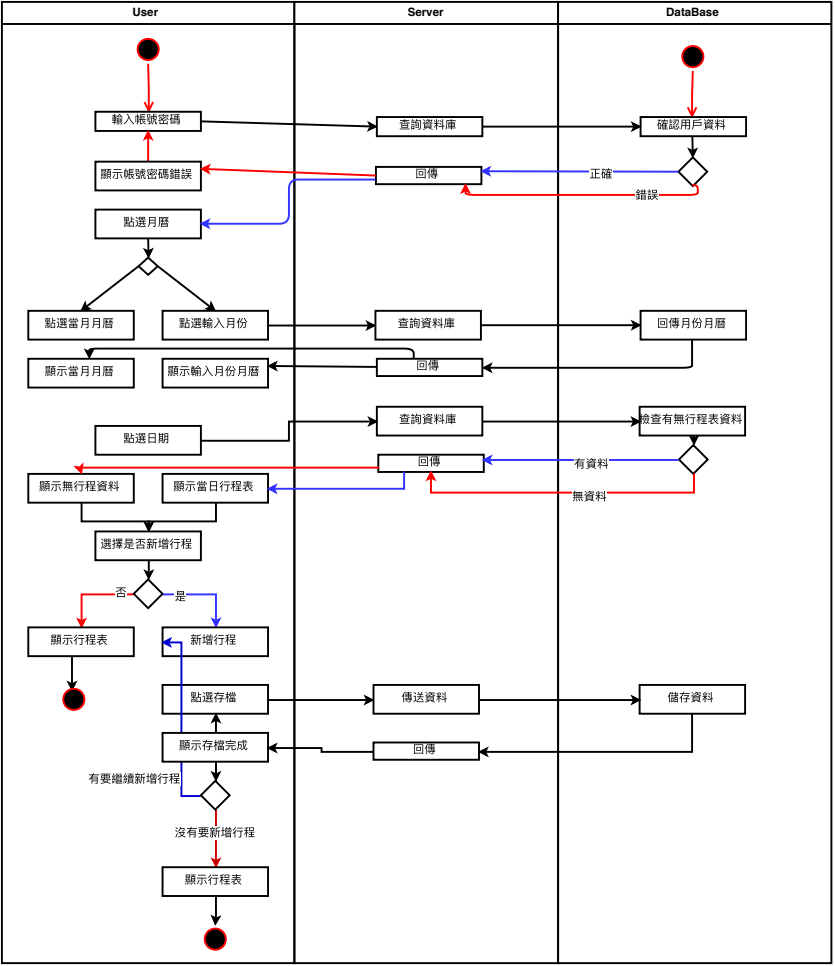 User
Server
DataBase
輸入帳號密碼
查詢資料庫
確認用戶資料
顯示帳號密碼錯誤
回傳
正確
錯誤
點選月曆
點選當月月曆
點選輸入月份
查詢資料庫
回傳月份月曆
顯示當月月曆
顯示輸入月份月曆
回傳
點選日期
查詢資料庫
檢查有無行程表資料
回傳
有資料
顯示無行程資料
顯示當日行程表
無資料
選擇是否新增行程
否
是
顯示行程表
新增行程
點選存檔
傳送資料
儲存資料
顯示存檔完成
回傳
有要繼續新增行程
沒有要新增行程
顯示行程表